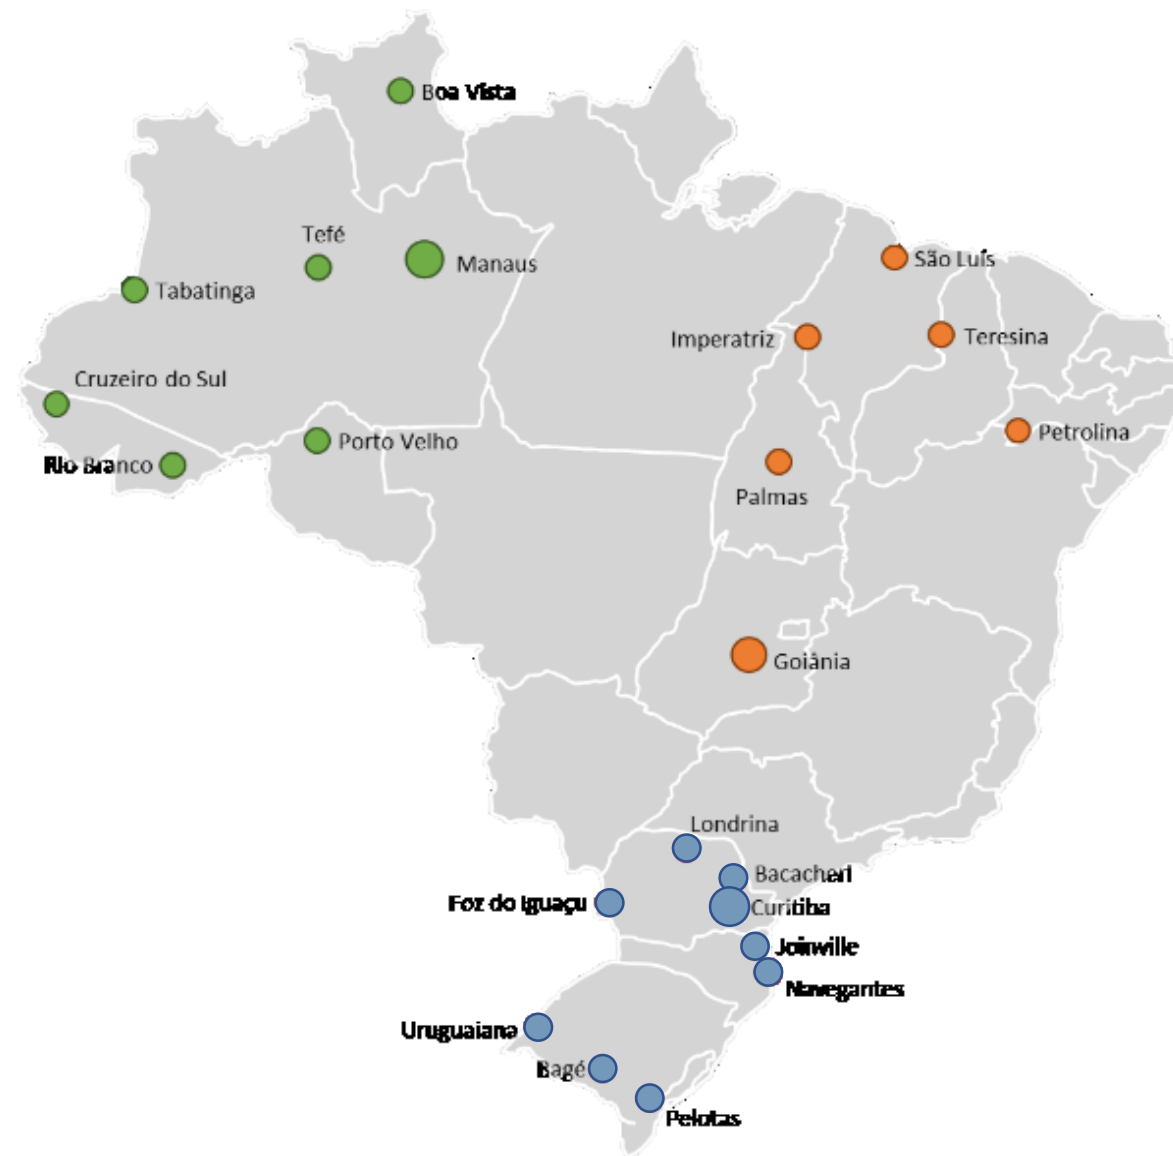 Boa Vista
Tefé
Manaus
São Luís
Tabatinga
Imperatriz
Teresina
Cruzeiro do Sul
Petrolina
Porto Velho
Rio Branco
Palmas
Goiânia
Londrina
Bacacheri
Foz do Iguaçu
Curitiba
Joinville
Navegantes
Uruguaiana
Bagé
Pelotas